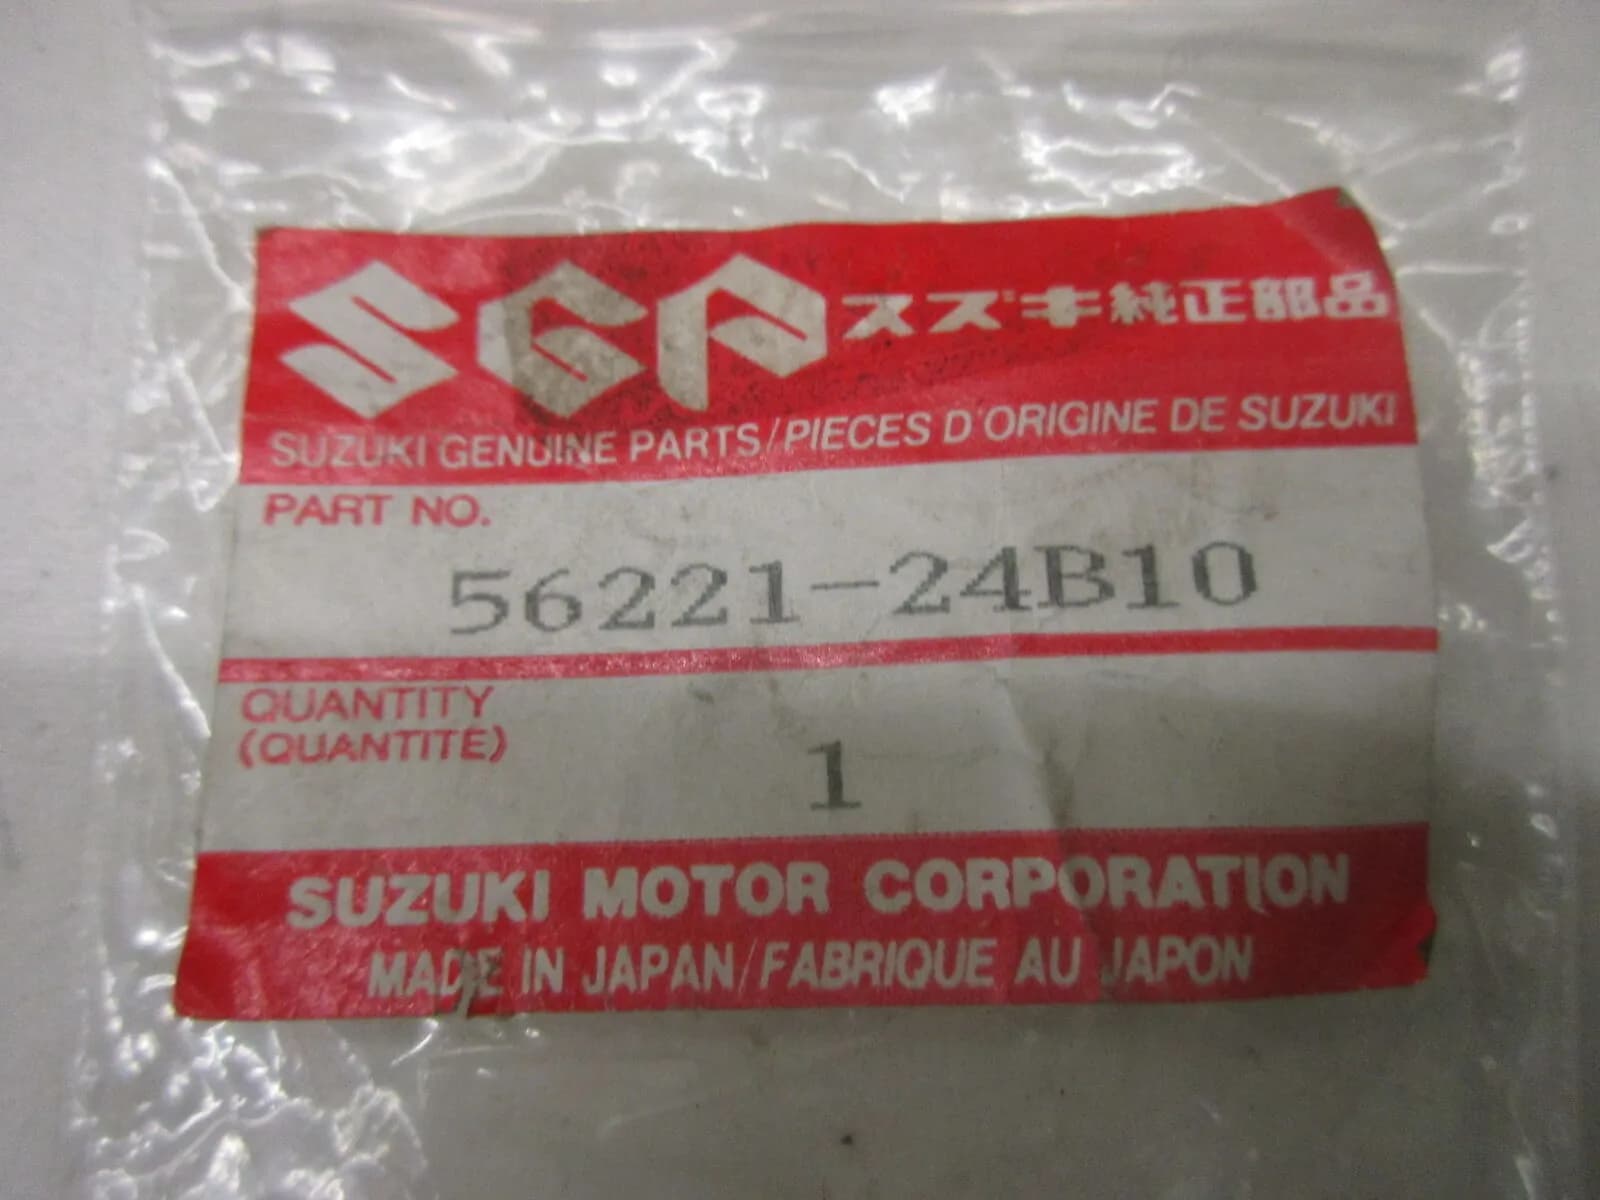 SGP スズキ純正部品
SUZUKI GENUINE PARTS/PIECES D'ORIGINE DE SUZUKI
PART NO.
56221-24B10
QUANTITY
(QUANTITE)
1
SUZUKI MOTOR CORPORATION
MADE IN JAPAN/FABRIQUE AU JAPON